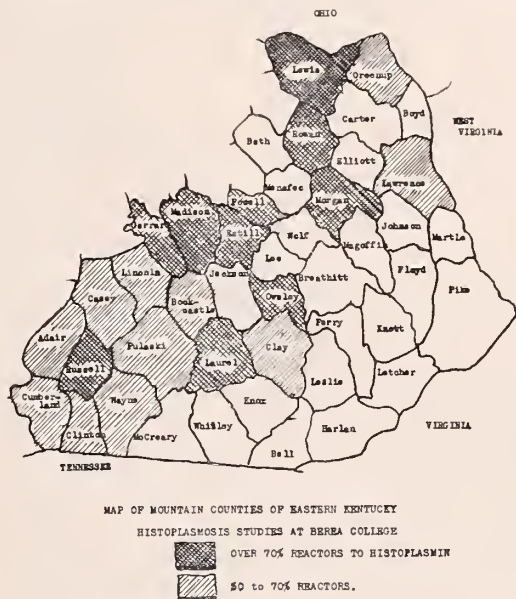 OHIO
Lewis
Greenup
Carter
Boyd
WEST
VIRGINIA
Rowan
Bath
Elliott
Menafec
Lawrence
Morgan
Powell
Madison
Johnson
Martin
Garrard
Estill
Wolf
Magoffin
Lee
Floyd
Lincoln
Jackson
Breathitt
Pike
Casey
Rock-
castle
Owsley
Knott
Perry
Adair
Pulaski
Laurel
Clay
Letcher
Russell
Leslie
Cumber-
land
Wayne
Knox
Whitley
Harlan
VIRGINIA
Clinton
McCreary
Bell
TENNESSEE
MAP OF MOUNTAIN COUNTIES OF EASTERN KENTUCKY
HISTOPLASMOSIS STUDIES AT BEREA COLLEGE
OVER 70% REACTORS TO HISTOPLASMIN
50 to 70% REACTORS.